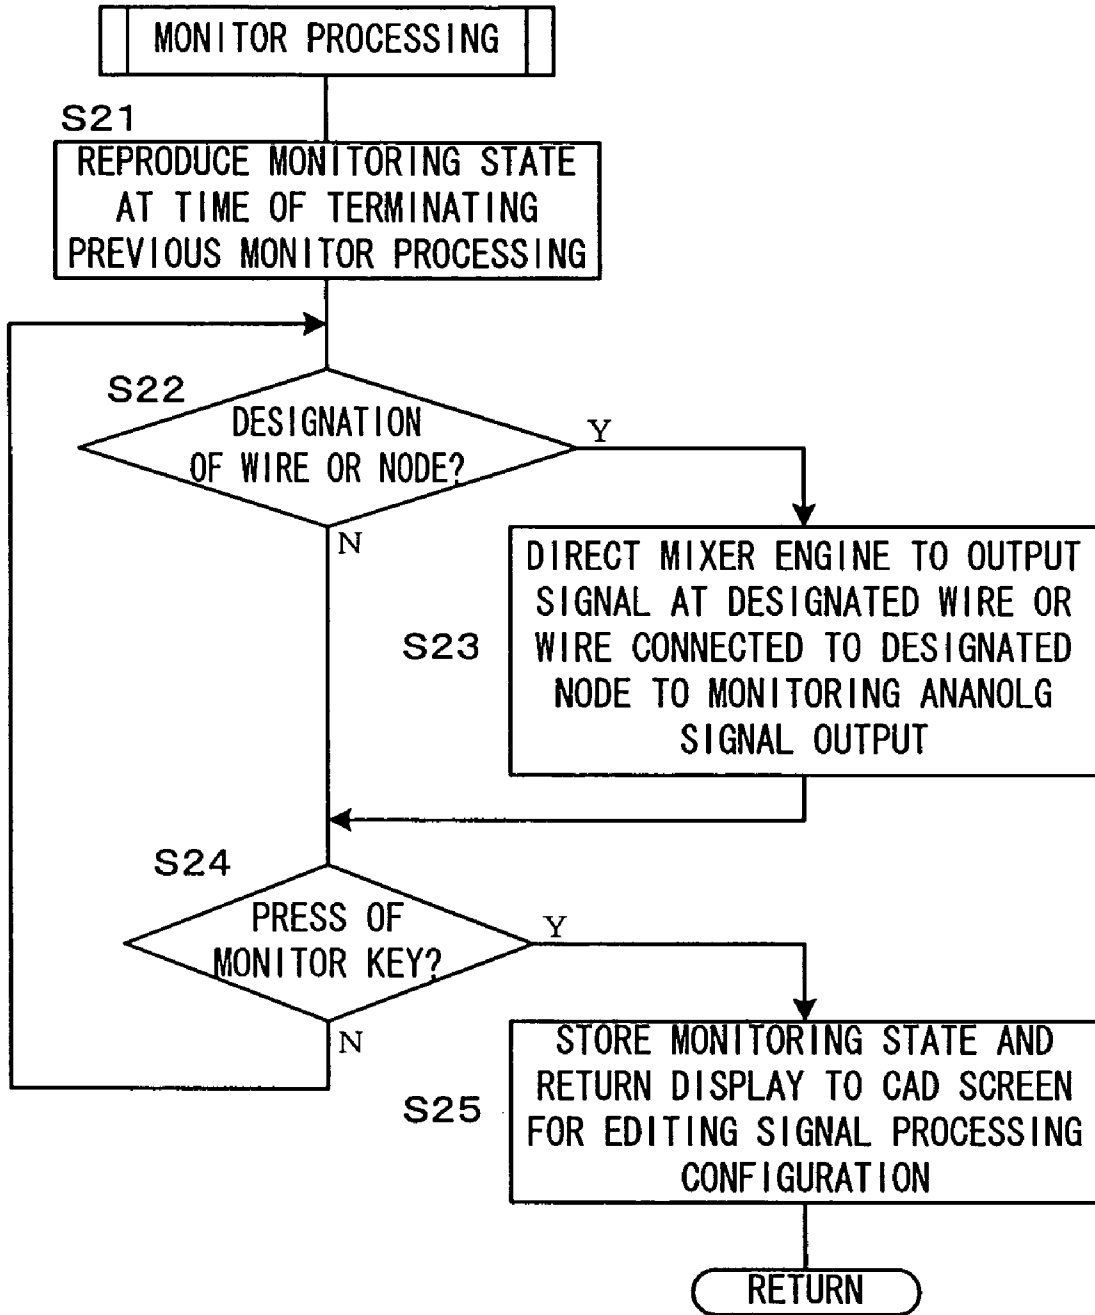 MONITOR PROCESSING
S21
REPRODUCE MONITORING STATE
AT TIME OF TERMINATING
PREVIOUS MONITOR PROCESSING
S22
DESIGNATION
OF WIRE OR NODE?
Y
N
DIRECT MIXER ENGINE TO OUTPUT
SIGNAL AT DESIGNATED WIRE OR
WIRE CONNECTED TO DESIGNATED
NODE TO MONITORING ANANOLG
SIGNAL OUTPUT
S23
S24
PRESS OF
MONITOR KEY?
Y
N
STORE MONITORING STATE AND
RETURN DISPLAY TO CAD SCREEN
FOR EDITING SIGNAL PROCESSING
CONFIGURATION
S25
RETURN